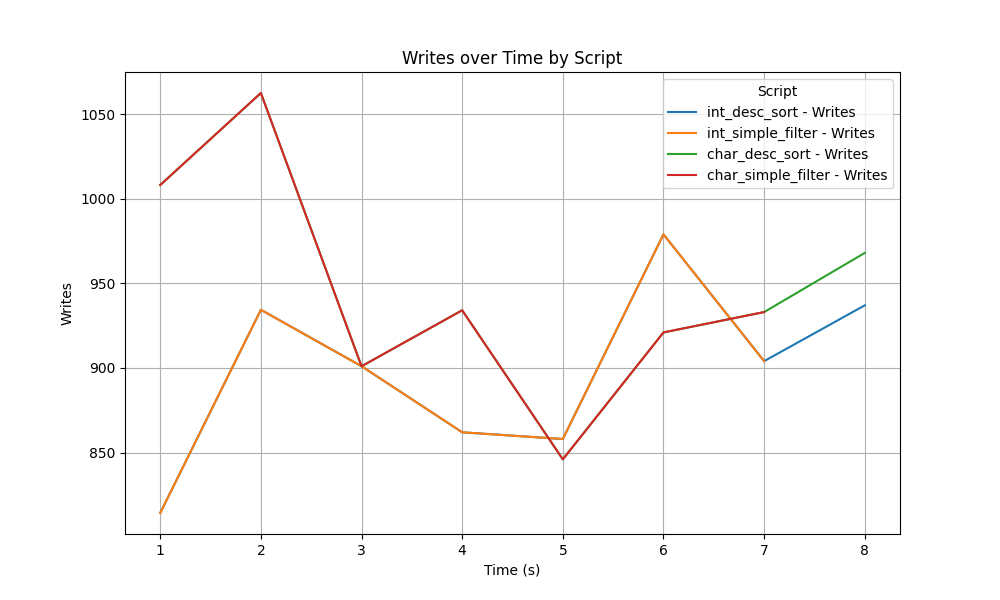 Writes over Time by Script
Script
int_desc_sort - Writes
int_simple_filter - Writes
char_desc_sort - Writes
char_simple_filter - Writes
Writes
1050
1000
950
900
850
1 2 3 4 5 6 7 8
Time (s)